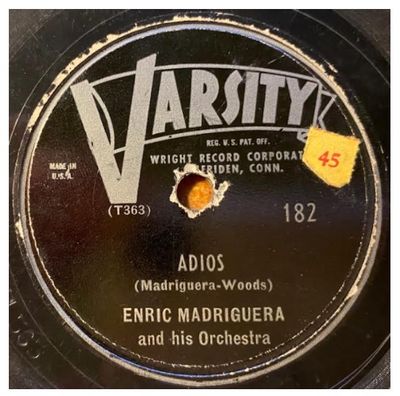 VARSITY
REG. U.S. PAT. OFF.
WRIGHT RECORD CORPORAT
MERIDEN, CONN.
45
MADE IN
U.S.A.
(T363)
182
ADIOS
(Madriguera-Woods)
ENRIC MADRIGUERA
and his Orchestra